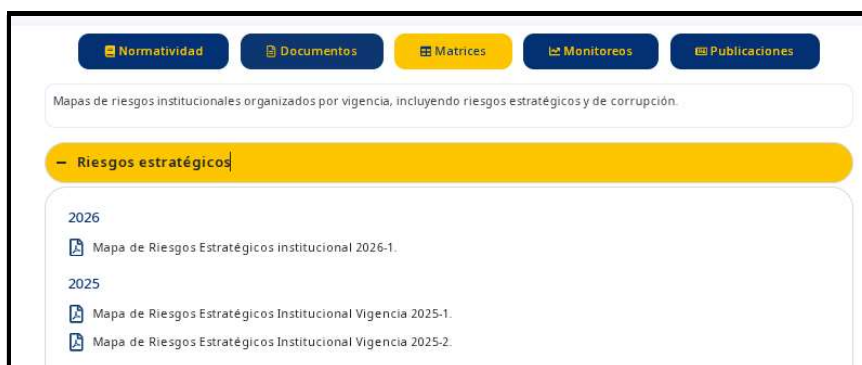 Normatividad
Documentos
Matrices
Monitoreos
Publicaciones
Mapas de riesgos institucionales organizados por vigencia, incluyendo riesgos estratégicos y de corrupción.
Riesgos estratégicos
2026
Mapa de Riesgos Estratégicos institucional 2026-1.
2025
Mapa de Riesgos Estratégicos Institucional Vigencia 2025-1.
Mapa de Riesgos Estratégicos Institucional Vigencia 2025-2.